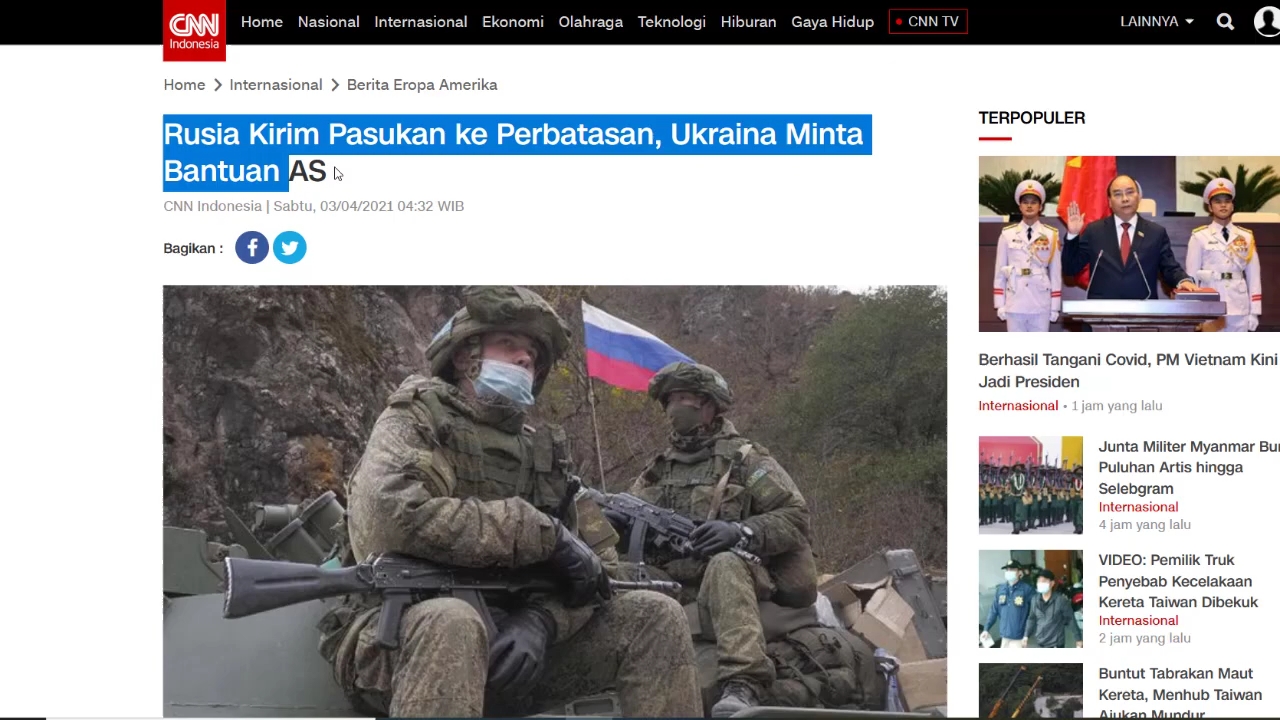 CNN
Indonesia
Home
Nasional
Internasional
Ekonomi
Olahraga
Teknologi
Hiburan
Gaya Hidup
CNN TV
LAINNYA
Home
Internasional
Berita Eropa Amerika
Rusia Kirim Pasukan ke Perbatasan, Ukraina Minta
Bantuan AS
CNN Indonesia | Sabtu, 03/04/2021 04:32 WIB
Bagikan :
TERPOPULER
Berhasil Tangani Covid, PM Vietnam Kini
Jadi Presiden
Internasional • 1 jam yang lalu
Junta Militer Myanmar Bur
Puluhan Artis hingga
Selebgram
Internasional
4 jam yang lalu
VIDEO: Pemilik Truk
Penyebab Kecelakaan
Kereta Taiwan Dibekuk
Internasional
2 jam yang lalu
Buntut Tabrakan Maut
Kereta, Menhub Taiwan
Ajukan Mundur